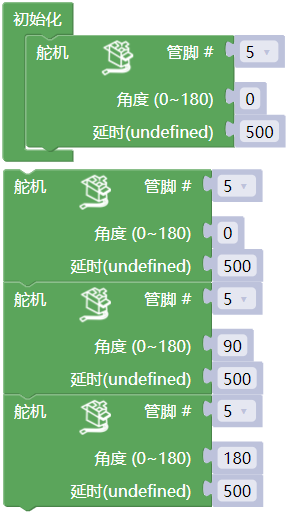 初始化
舵机 管脚 # 5
角度 (0~180) 0
延时(undefined) 500
舵机 管脚 # 5
角度 (0~180) 0
延时(undefined) 500
舵机 管脚 # 5
角度 (0~180) 90
延时(undefined) 500
舵机 管脚 # 5
角度 (0~180) 180
延时(undefined) 500